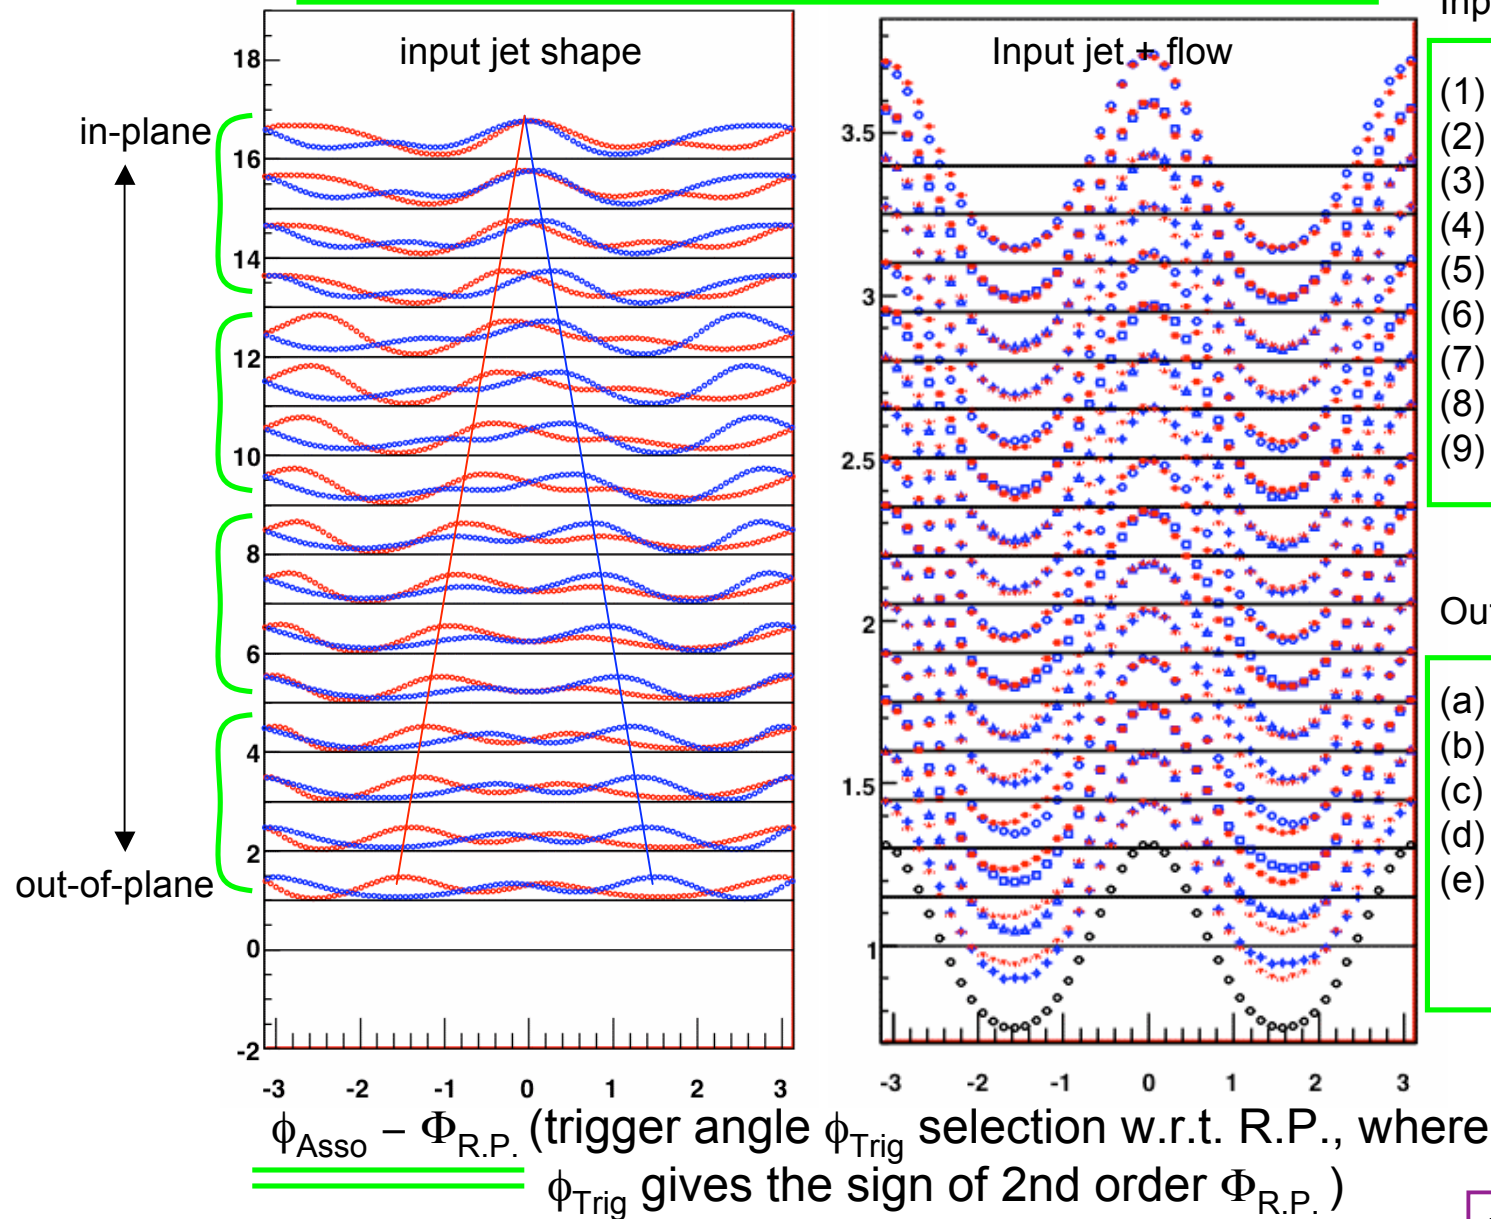 Inp
input jet shape
Input jet + flow
in-plane
out-of-plane
18
16
14
12
10
8
6
4
2
0
-2
-3 -2 -1 0 1 2 3
3.5
3
2.5
2
1.5
1
-3 -2 -1 0 1 2 3
(1)
(2)
(3)
(4)
(5)
(6)
(7)
(8)
(9)
Out
(a)
(b)
(c)
(d)
(e)
ϕAsso – ΦR.P. (trigger angle ϕTrig selection w.r.t. R.P., where
ϕTrig gives the sign of 2nd order ΦR.P. )